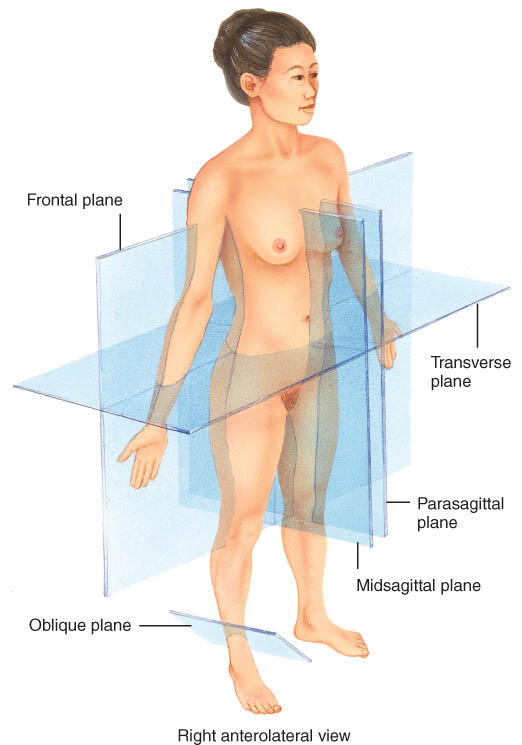 Frontal plane
Transverse
plane
Parasagittal
plane
Midsagittal plane
Oblique plane
Right anterolateral view